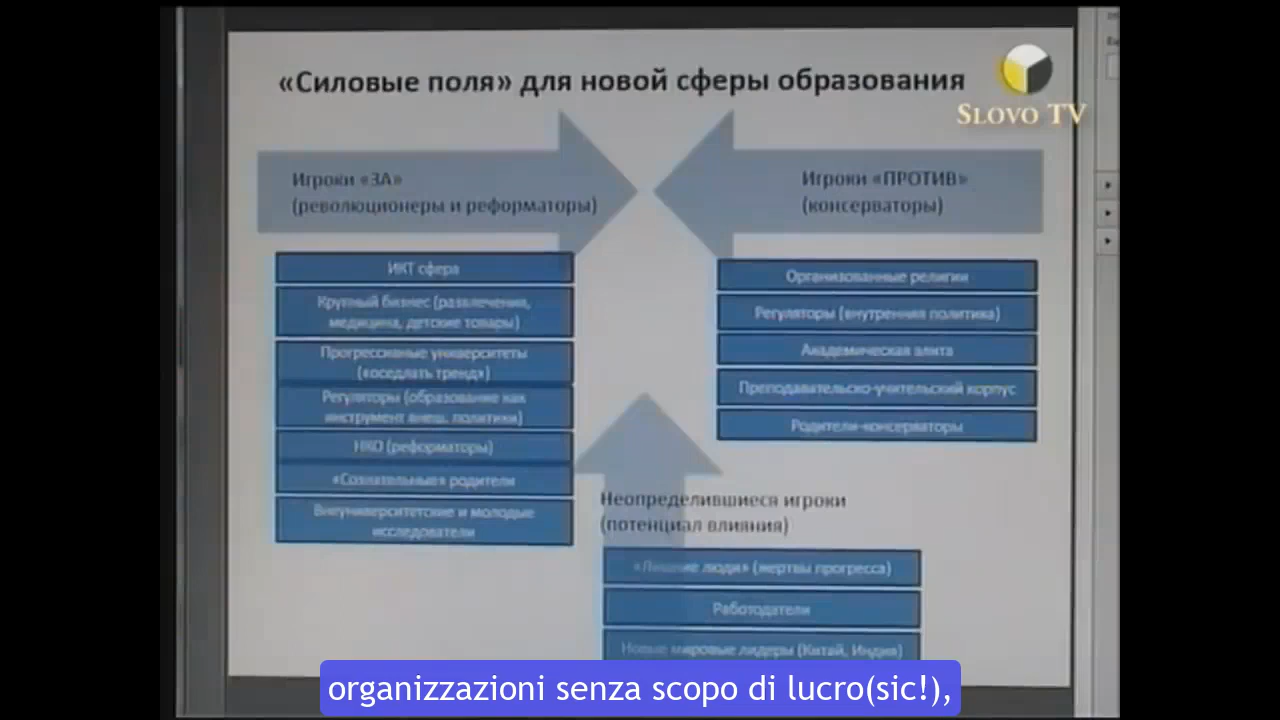 «Силовые поля» для новой сферы образования
SLOVO TV
Игроки «ЗА»
(революционеры и реформаторы)
Игроки «ПРОТИВ»
(консерваторы)
ИКТ сфера
Крупный бизнес (развлечения,
медицина, детские товары)
Прогрессивные университеты
(«оседлать тренд»)
Регуляторы (образование как
инструмент внеш. политики)
НКО (реформаторы)
«Сознательные» родители
Внеуниверситетские и молодые
исследователи
Организованные религии
Регуляторы (внутренняя политика)
Академическая элита
Преподавательско-учительский корпус
Родители-консерваторы
Неопределившиеся игроки
(потенциал влияния)
«Лишние люди» (жертвы прогресса)
Работодатели
Новые мировые лидеры (Китай, Индия)
organizzazioni senza scopo di lucro(sic!),